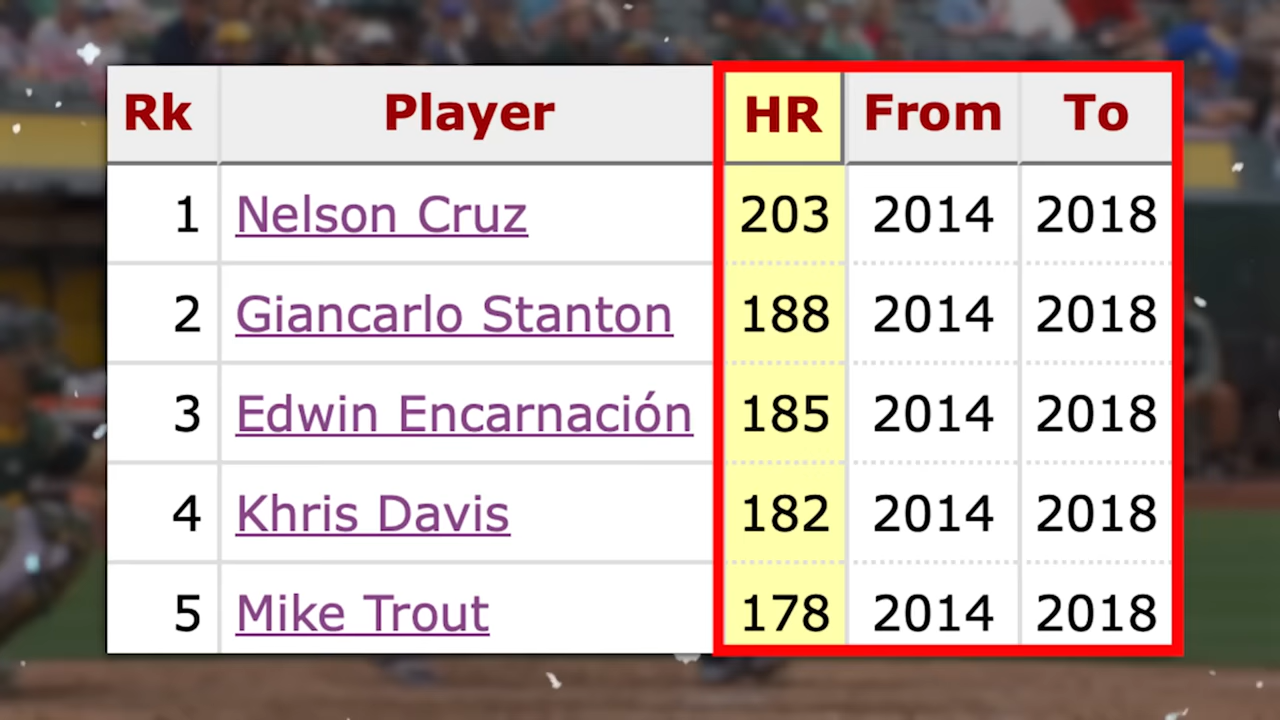 Rk Player HR From To
1 Nelson Cruz 203 2014 2018
2 Giancarlo Stanton 188 2014 2018
3 Edwin Encarnación 185 2014 2018
4 Khris Davis 182 2014 2018
5 Mike Trout 178 2014 2018